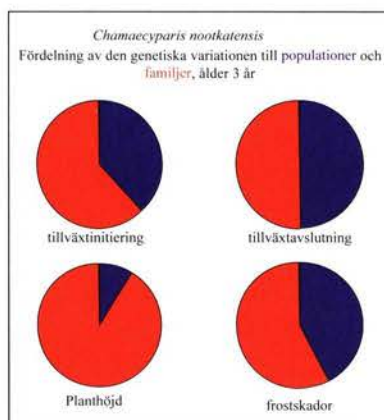 Chamaecyparis nootkatensis
Fördelning av den genetiska variationen till populationer och
familjer, ålder 3 år
tillväxtinitiering
tillväxtavslutning
Planthöjd
frostskador